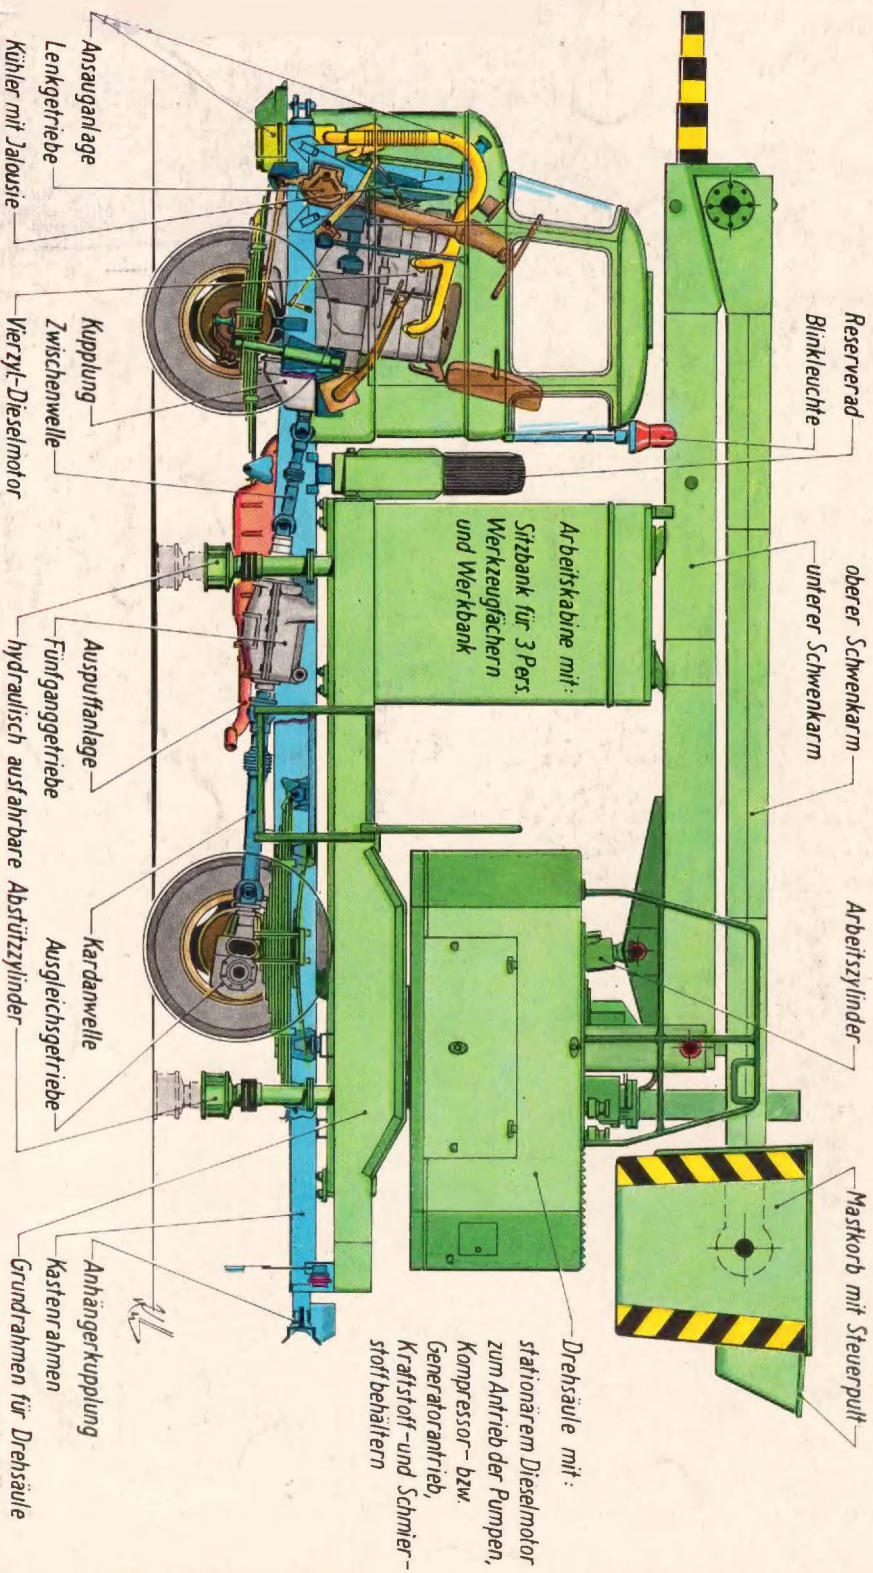 Reserverad
Blinkleuchte
oberer Schwenkarm
unterer Schwenkarm
Arbeitszylinder
Mastkorb mit Steuerpult
Arbeitskabine mit:
Sitzbank für 3 Pers.
Werkzeugfächern
und Werkbank
Drehsäule mit:
stationärem Dieselmotor
zum Antrieb der Pumpen,
Kompressor- bzw.
Generatorantrieb,
Kraftstoff- und Schmier-
stoffbehältern
Ansauganlage
Lenkgetriebe
Kühler mit Jalousie
Kupplung
Zwischenwelle
Vierzyl.-Dieselmotor
Auspuffanlage
Fünfganggetriebe
hydraulisch ausfahrbare Abstützzylinder
Kardanwelle
Ausgleichsgetriebe
Anhängerkupplung
Kastenrahmen
Grundrahmen für Drehsäule